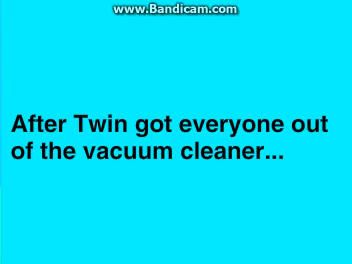 www.Bandicam.com
After Twin got everyone out
of the vacuum cleaner...